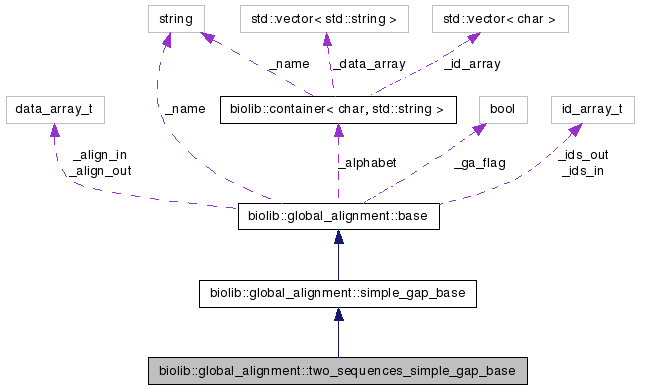 string
std::vector< std::string >
std::vector< char >
_name
_data_array
_id_array
data_array_t
_name
biolib::container< char, std::string >
bool
id_array_t
_align_in
_align_out
_alphabet
_ga_flag
_ids_out
_ids_in
biolib::global_alignment::base
biolib::global_alignment::simple_gap_base
biolib::global_alignment::two_sequences_simple_gap_base